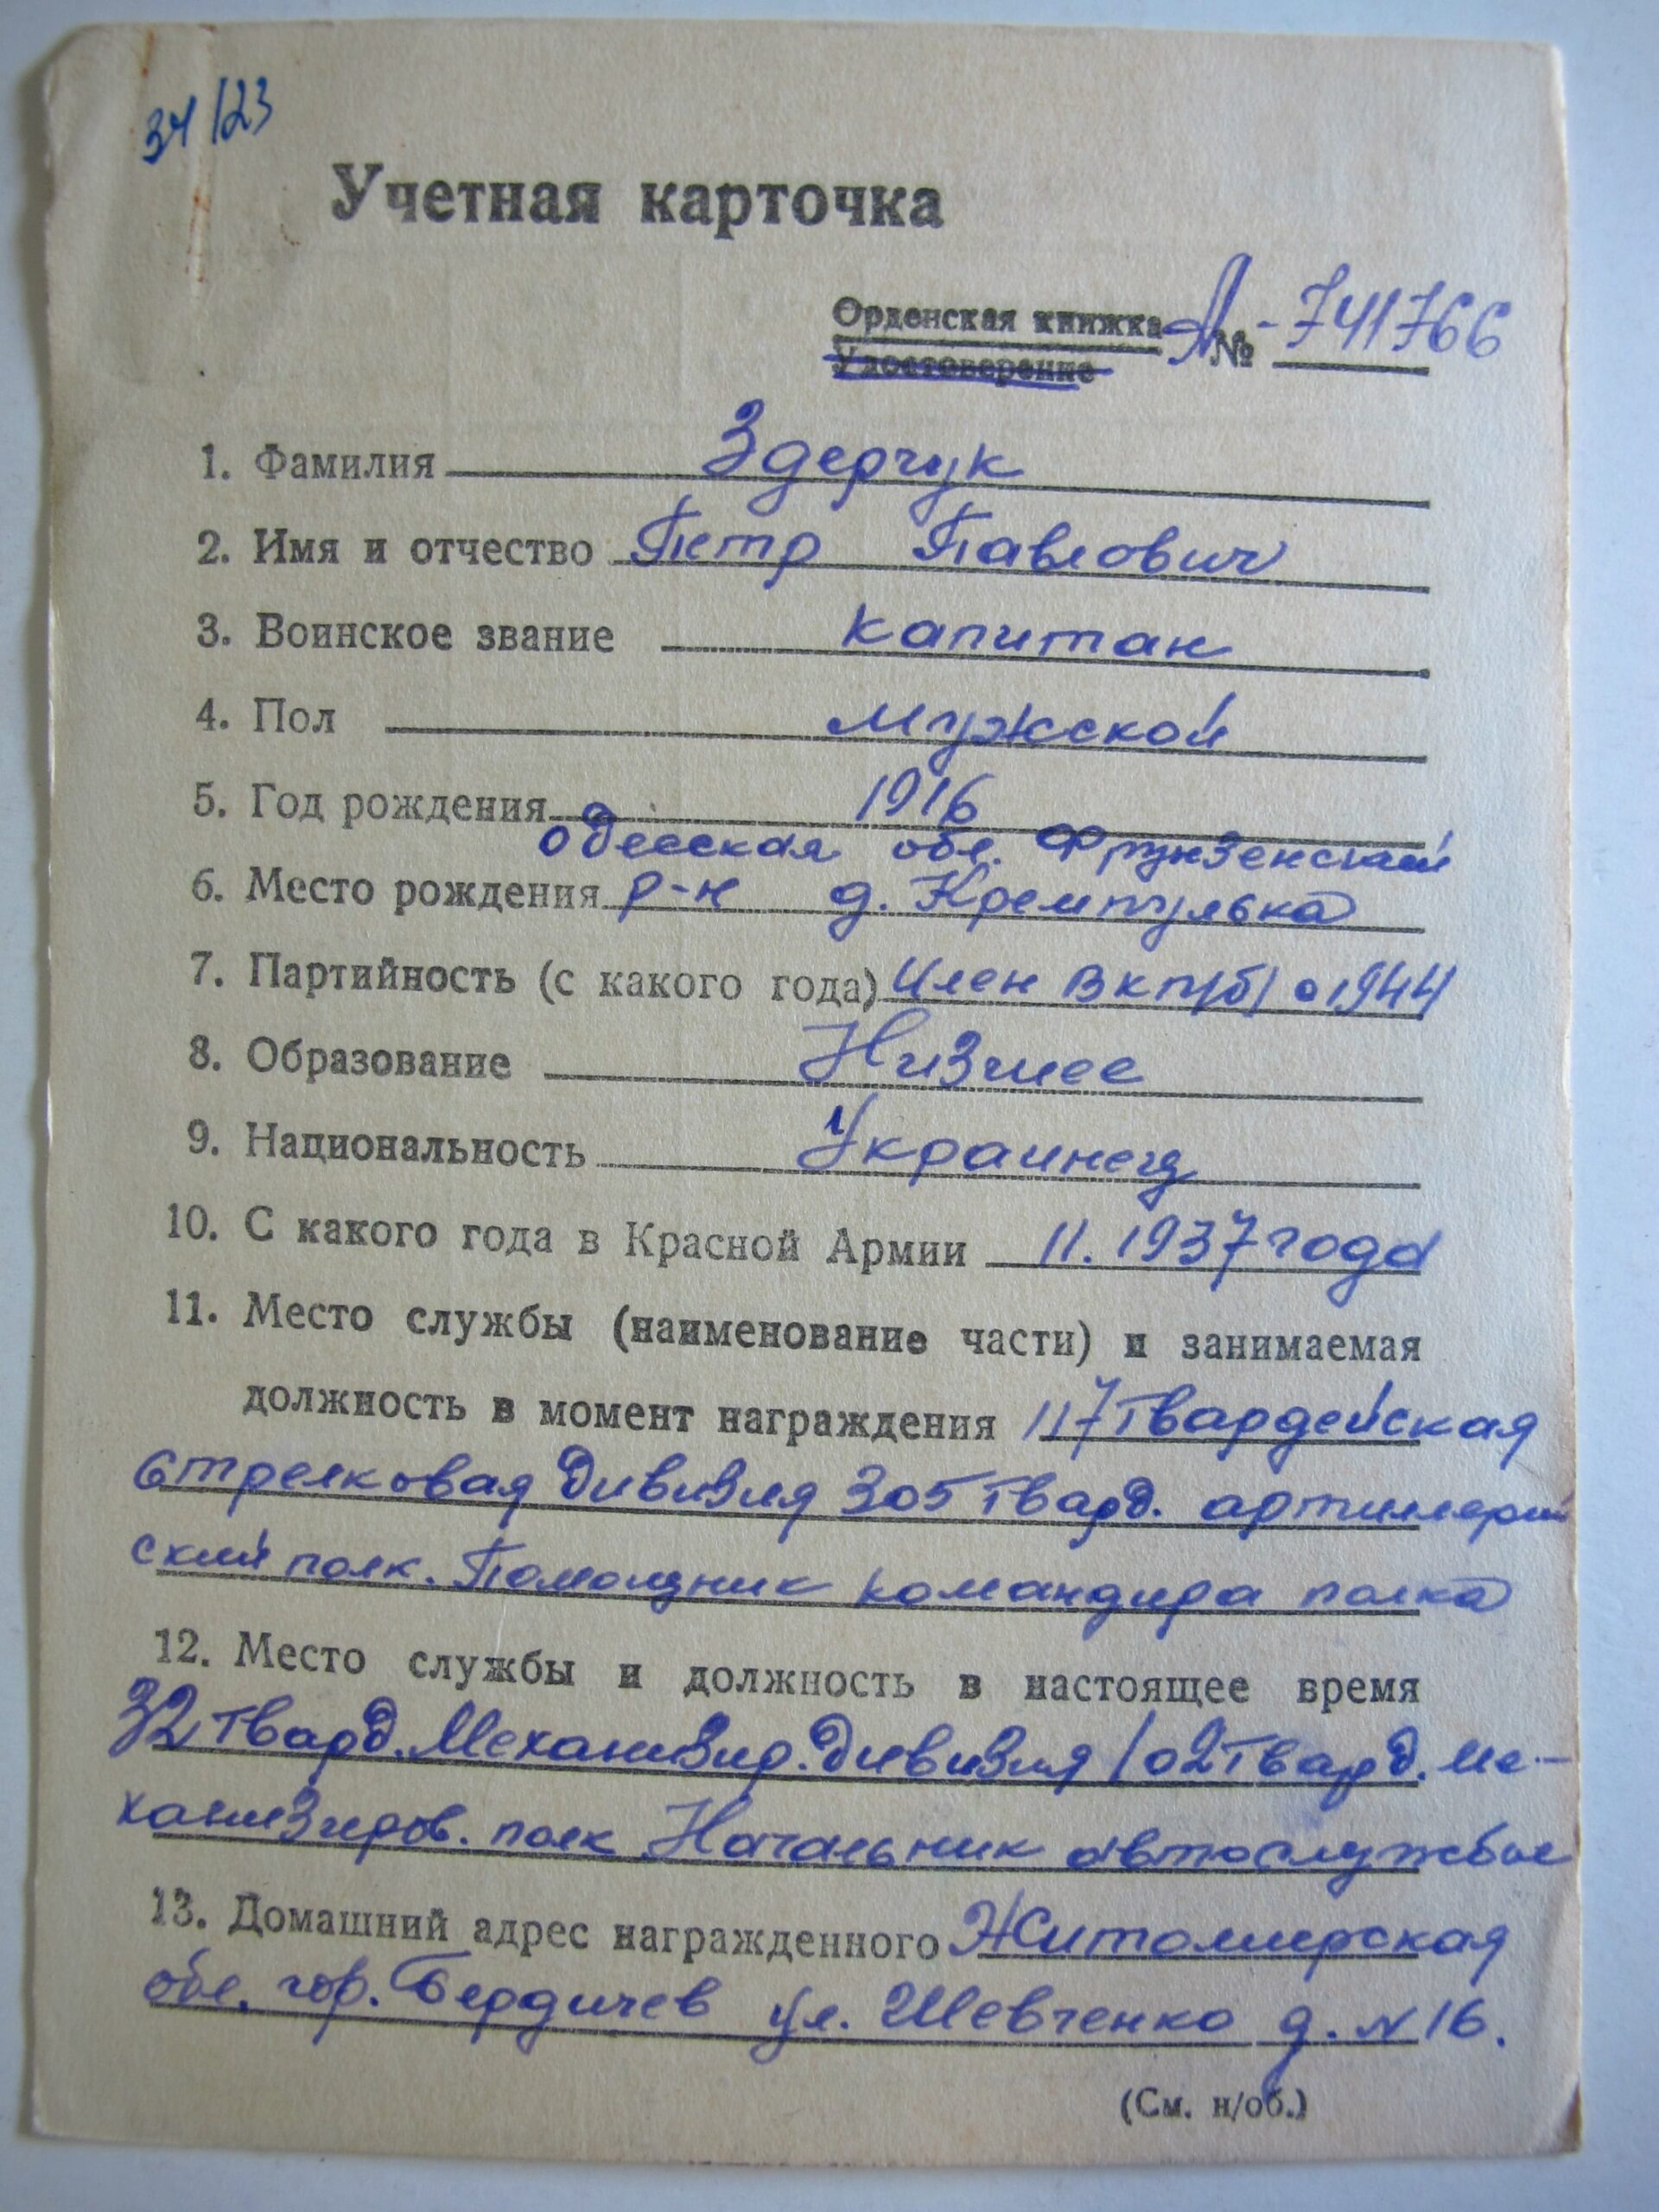 34/23
Учетная карточка
Орденская книжка А № -741766
Удостоверение
1. Фамилия Здерчук
2. Имя и отчество Петр Павлович
3. Воинское звание капитан
4. Пол мужской
5. Год рождения 1916
Одесская обл. Фрунзенский
6. Место рождения р-н д. Кремпулька
7. Партийность (с какого года) Член ВКП/б/ с 1944
8. Образование Низшее
9. Национальность Украинец
10. С какого года в Красной Армии 11. 1937 года
11. Место службы (наименование части) и занимаемая
должность в момент награждения 117 Гвардейская
стрелковая дивизия 305 Гвард. артиллерий
ский полк. Помощник командира полка
12. Место службы и должность в настоящее время
32 Гвард. Механизир. дивизия 102 Гвард. ме-
ханизиров. полк Начальник автослужбы
13. Домашний адрес награжденного Житомирская
обл. гор. Бердичев ул. Шевченко д. N 16.
(См. н/об.)